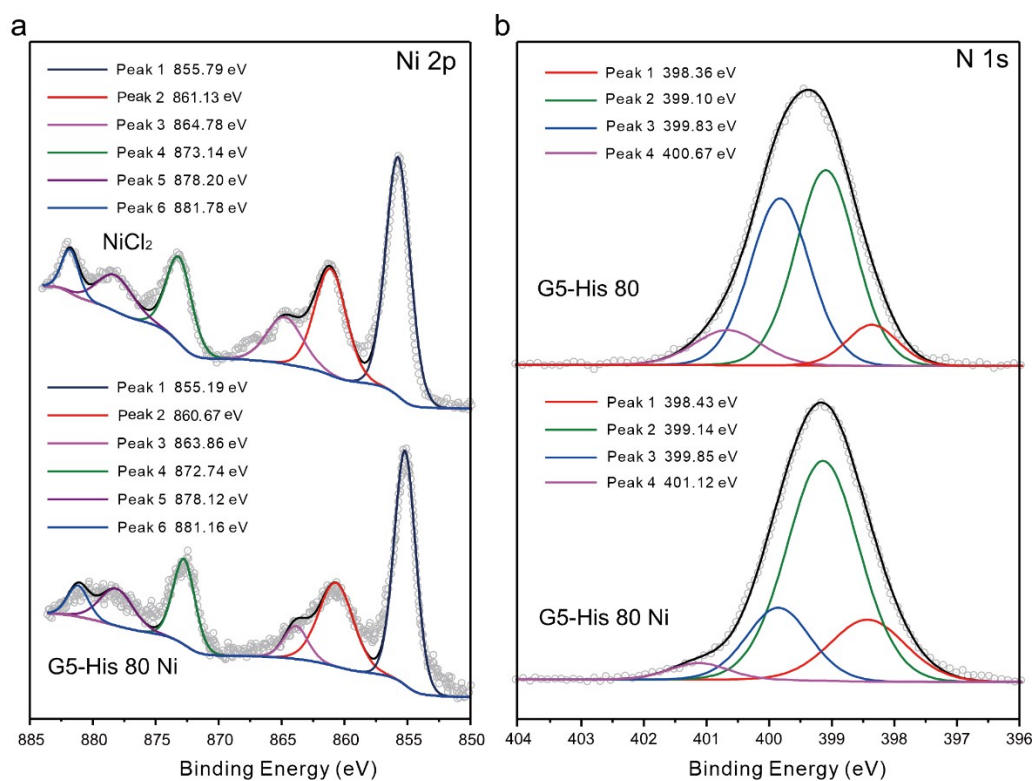 a
Ni 2p
Peak 1 855.79 eV
Peak 2 861.13 eV
Peak 3 864.78 eV
Peak 4 873.14 eV
Peak 5 878.20 eV
Peak 6 881.78 eV
NiCl₂
Peak 1 855.19 eV
Peak 2 860.67 eV
Peak 3 863.86 eV
Peak 4 872.74 eV
Peak 5 878.12 eV
Peak 6 881.16 eV
G5-His 80 Ni
885 880 875 870 865 860 855 850
Binding Energy (eV)
b
N 1s
Peak 1 398.36 eV
Peak 2 399.10 eV
Peak 3 399.83 eV
Peak 4 400.67 eV
G5-His 80
Peak 1 398.43 eV
Peak 2 399.14 eV
Peak 3 399.85 eV
Peak 4 401.12 eV
G5-His 80 Ni
404 403 402 401 400 399 398 397 396
Binding Energy (eV)